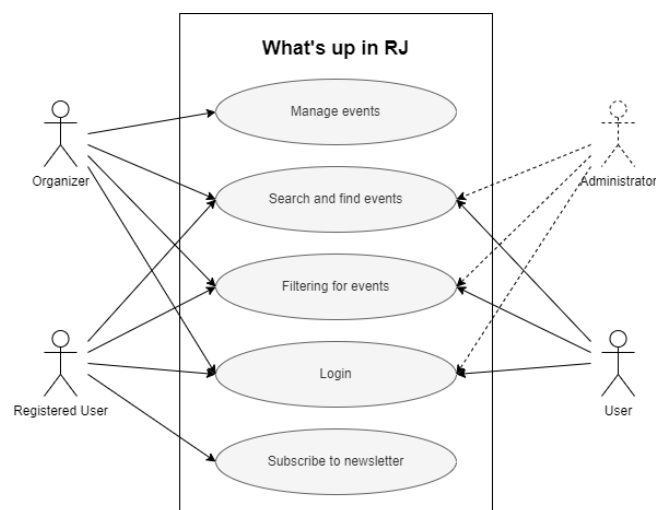 What's up in RJ
Manage events
Organizer
Administrator
Search and find events
Filtering for events
Login
Registered User
User
Subscribe to newsletter